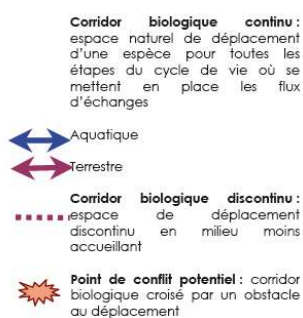 Corridor biologique continu :
espace naturel de déplacement
d'une espèce pour toutes les
étapes du cycle de vie où se
mettent en place les flux
d'échanges
Aquatique
Terrestre
Corridor biologique discontinu :
espace de déplacement
discontinu en milieu moins
accueillant
Point de conflit potentiel : corridor
biologique croisé par un obstacle
au déplacement